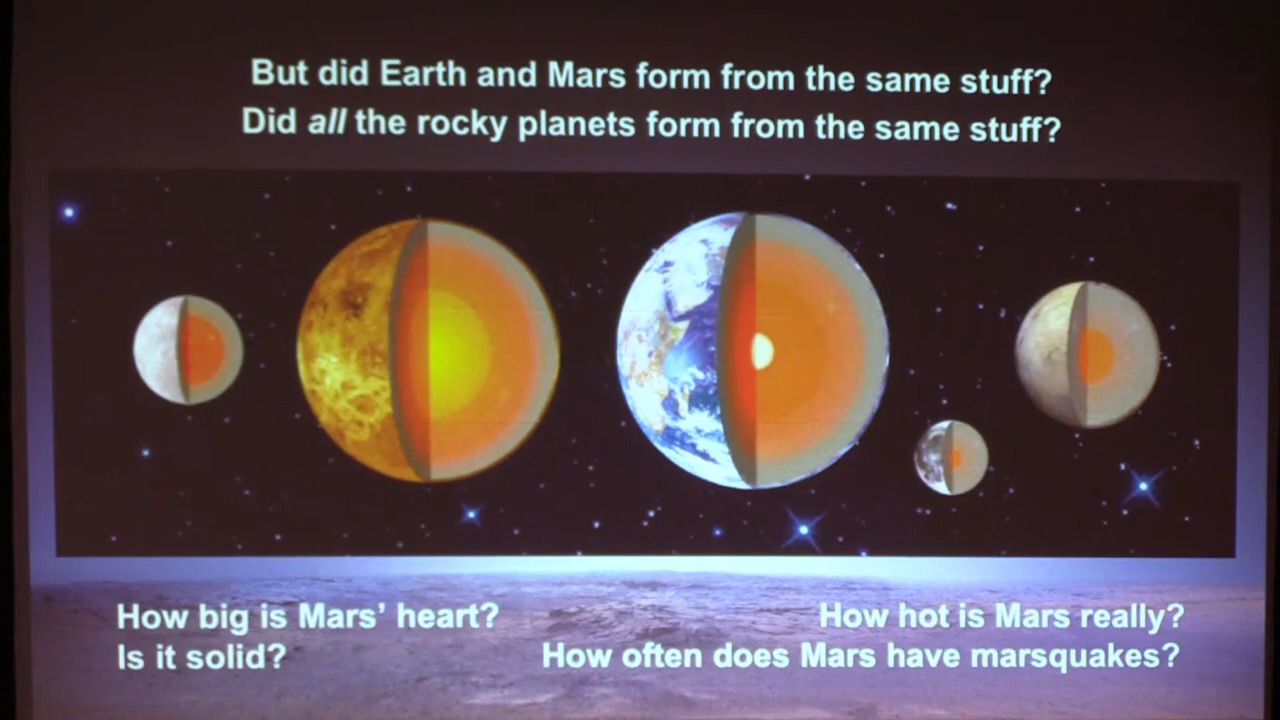 But did Earth and Mars form from the same stuff?
Did all the rocky planets form from the same stuff?
How big is Mars’ heart?
Is it solid?
How hot is Mars really?
How often does Mars have marsquakes?